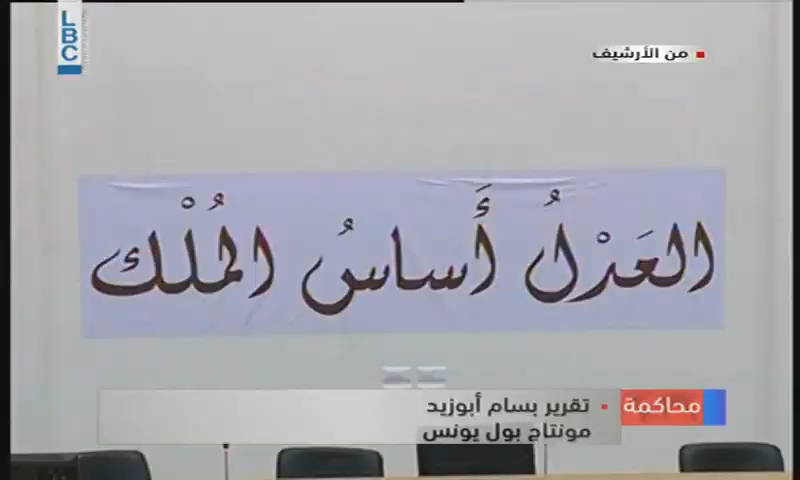 LBC
من الأرشيف
العَدْلُ أَساسُ المُلْك
محاكمة
تقرير بسام أبوزيد
مونتاج بول يونس